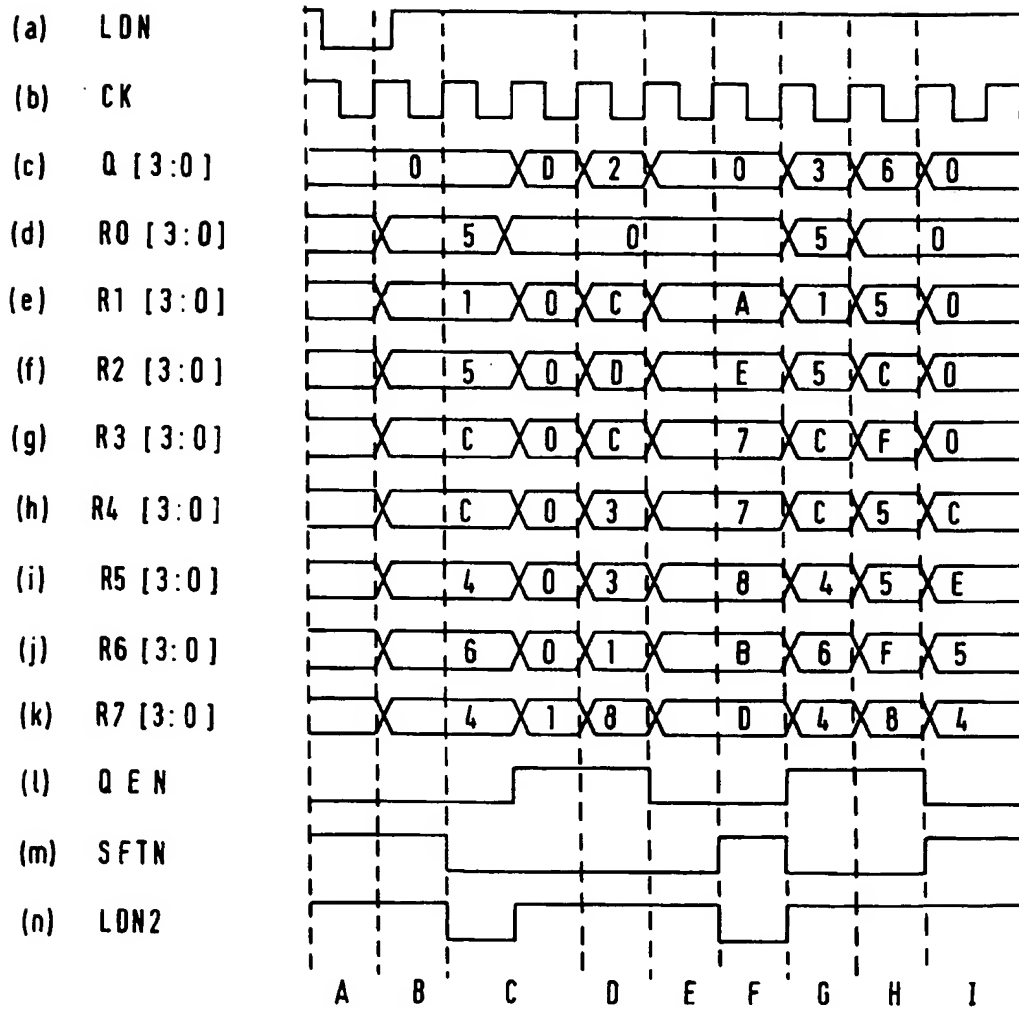 (a) LDN
(b) CK
(c) Q [3:0] 0 D 2 0 3 6 0
(d) R0 [3:0] 5 0 5 0
(e) R1 [3:0] 1 0 C A 1 5 0
(f) R2 [3:0] 5 0 D E 5 C 0
(g) R3 [3:0] C 0 C 7 C F 0
(h) R4 [3:0] C 0 3 7 C 5 C
(i) R5 [3:0] 4 0 3 8 4 5 E
(j) R6 [3:0] 6 0 1 B 6 F 5
(k) R7 [3:0] 4 1 8 D 4 8 4
(l) QEN
(m) SFTN
(n) LDN2
A B C D E F G H I